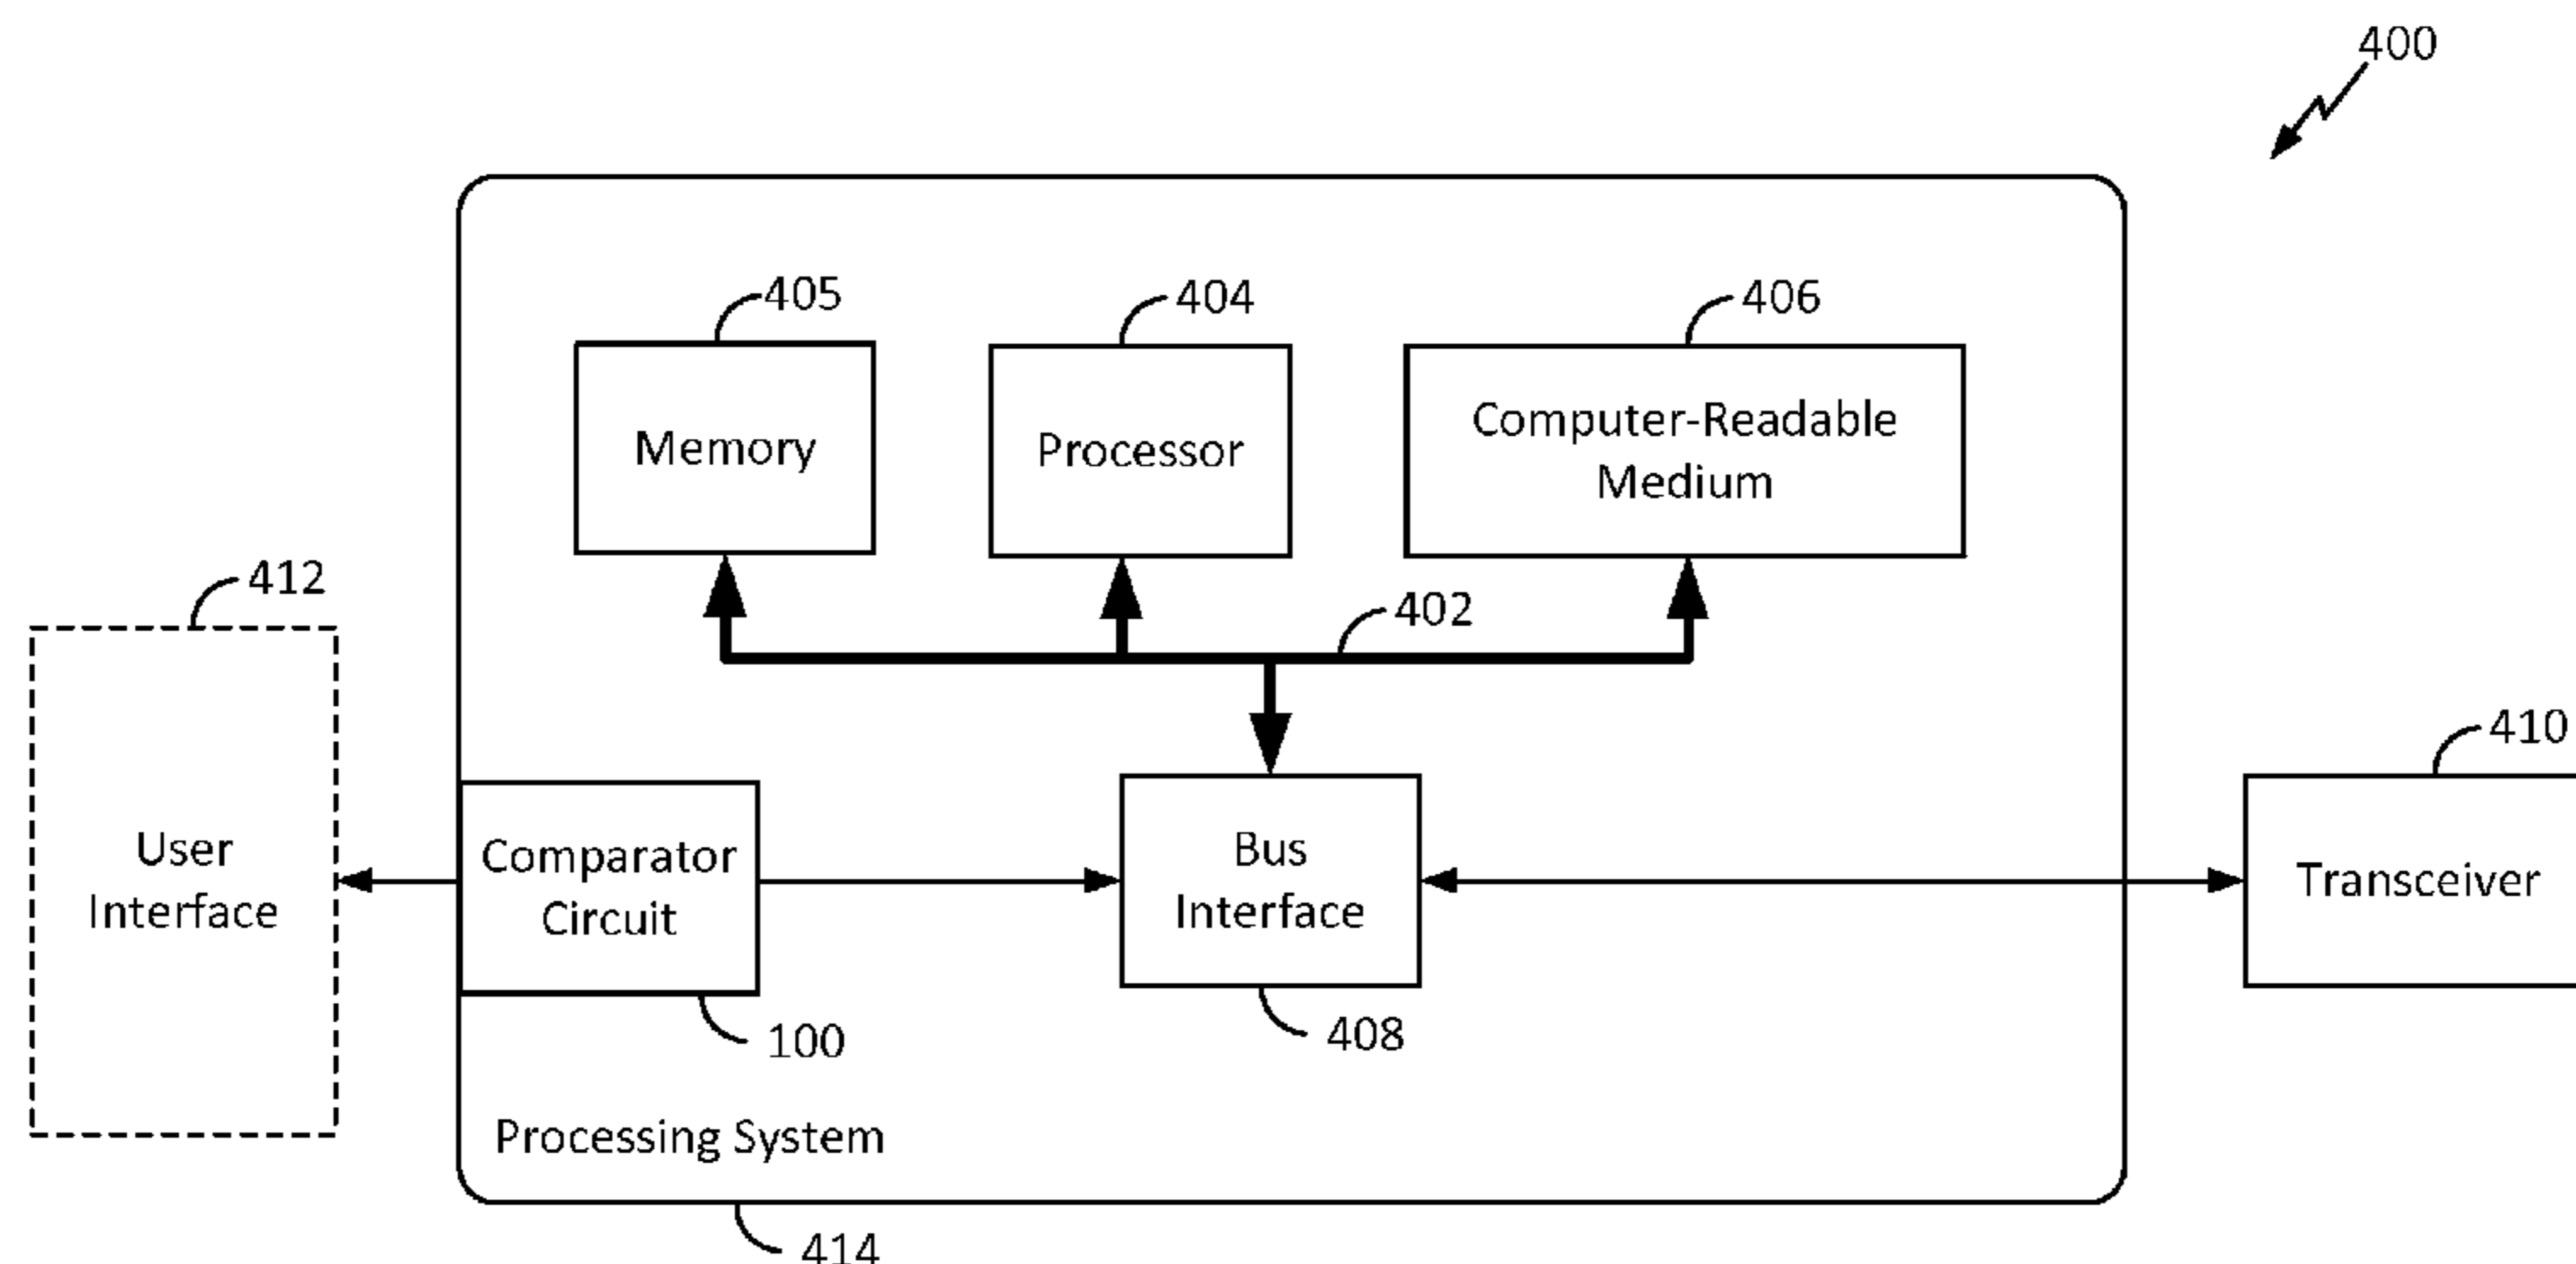 400
405
404
406
Memory
Processor
Computer-Readable
Medium
412
402
410
User
Interface
Comparator
Circuit
Bus
Interface
Transceiver
100
408
Processing System
414